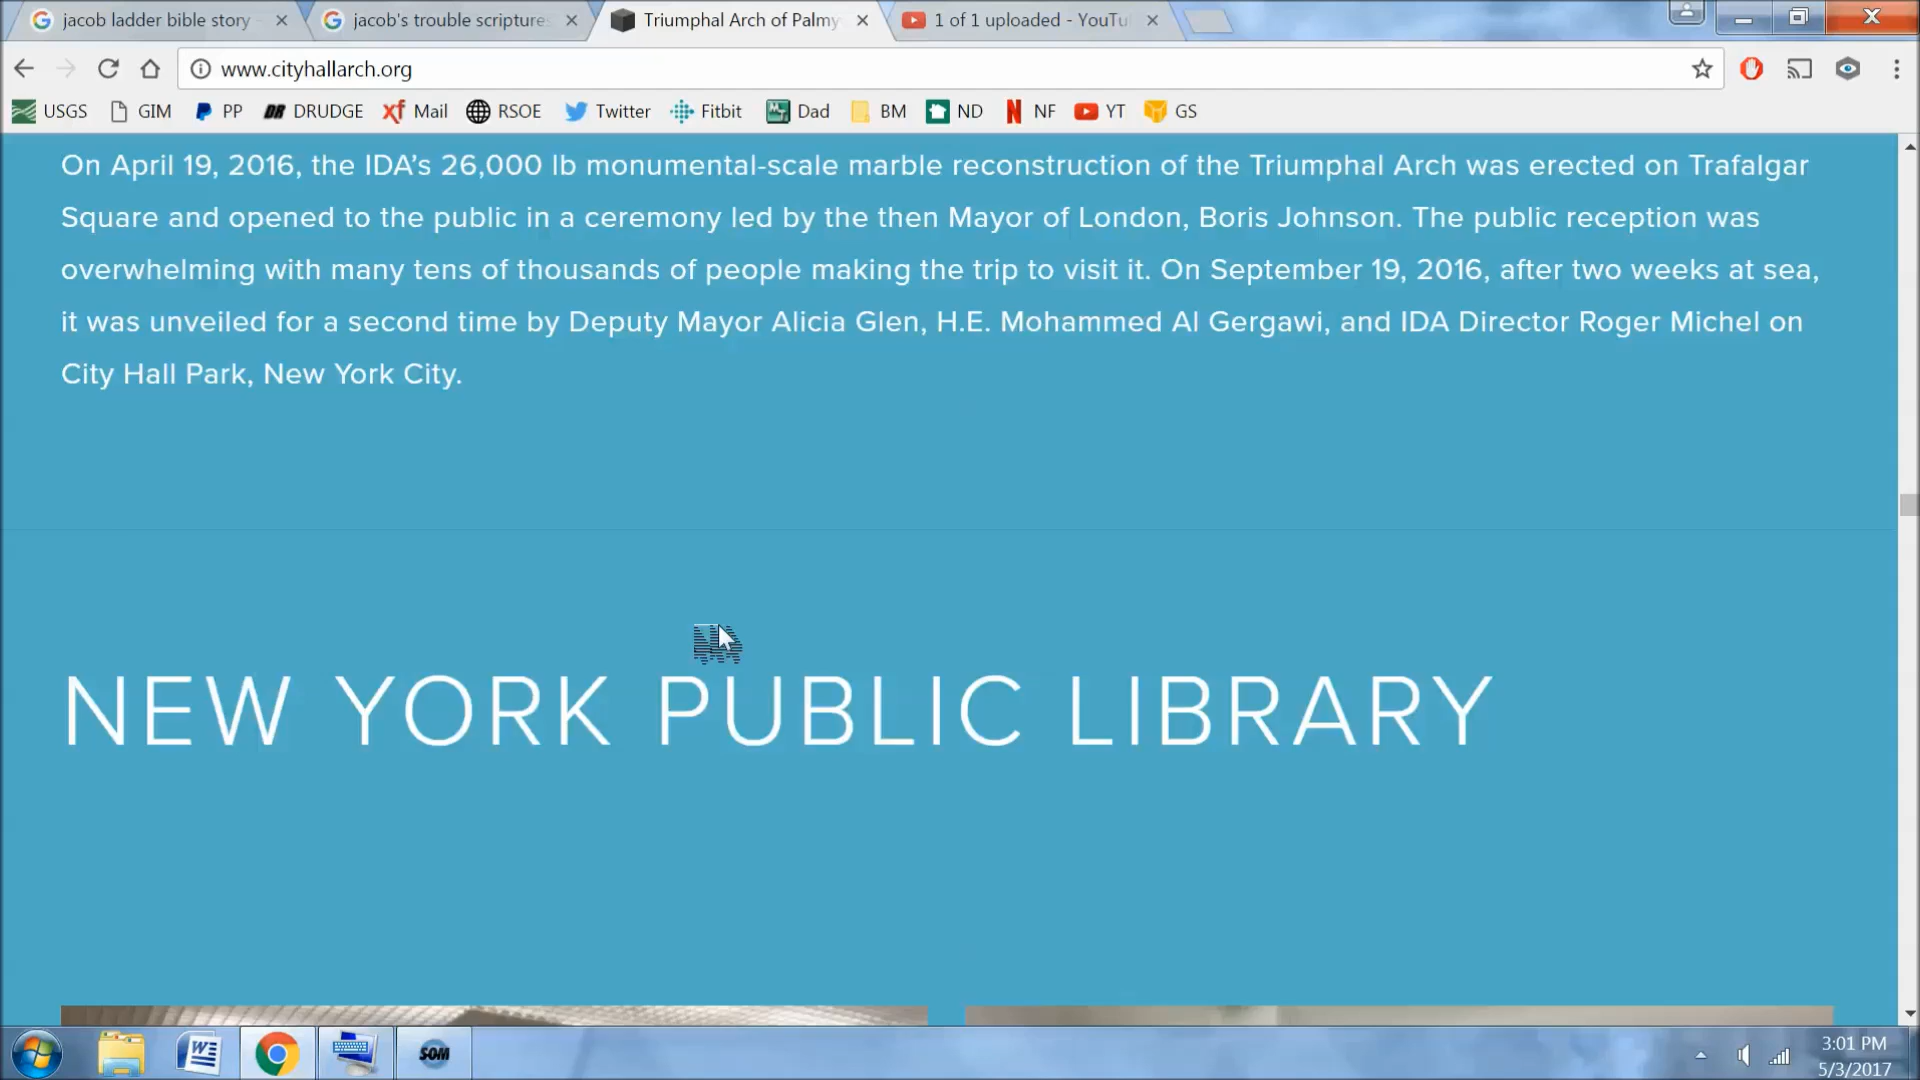 jacob ladder bible story
jacob's trouble scriptures
Triumphal Arch of Palmy
1 of 1 uploaded - YouTu
www.cityhallarch.org
USGS GIM PP DRUDGE Mail RSOE Twitter Fitbit Dad BM ND NF YT GS
On April 19, 2016, the IDA’s 26,000 lb monumental-scale marble reconstruction of the Triumphal Arch was erected on Trafalgar
Square and opened to the public in a ceremony led by the then Mayor of London, Boris Johnson. The public reception was
overwhelming with many tens of thousands of people making the trip to visit it. On September 19, 2016, after two weeks at sea,
it was unveiled for a second time by Deputy Mayor Alicia Glen, H.E. Mohammed Al Gergawi, and IDA Director Roger Michel on
City Hall Park, New York City.
NEW YORK PUBLIC LIBRARY
SOM
3:01 PM
5/3/2017